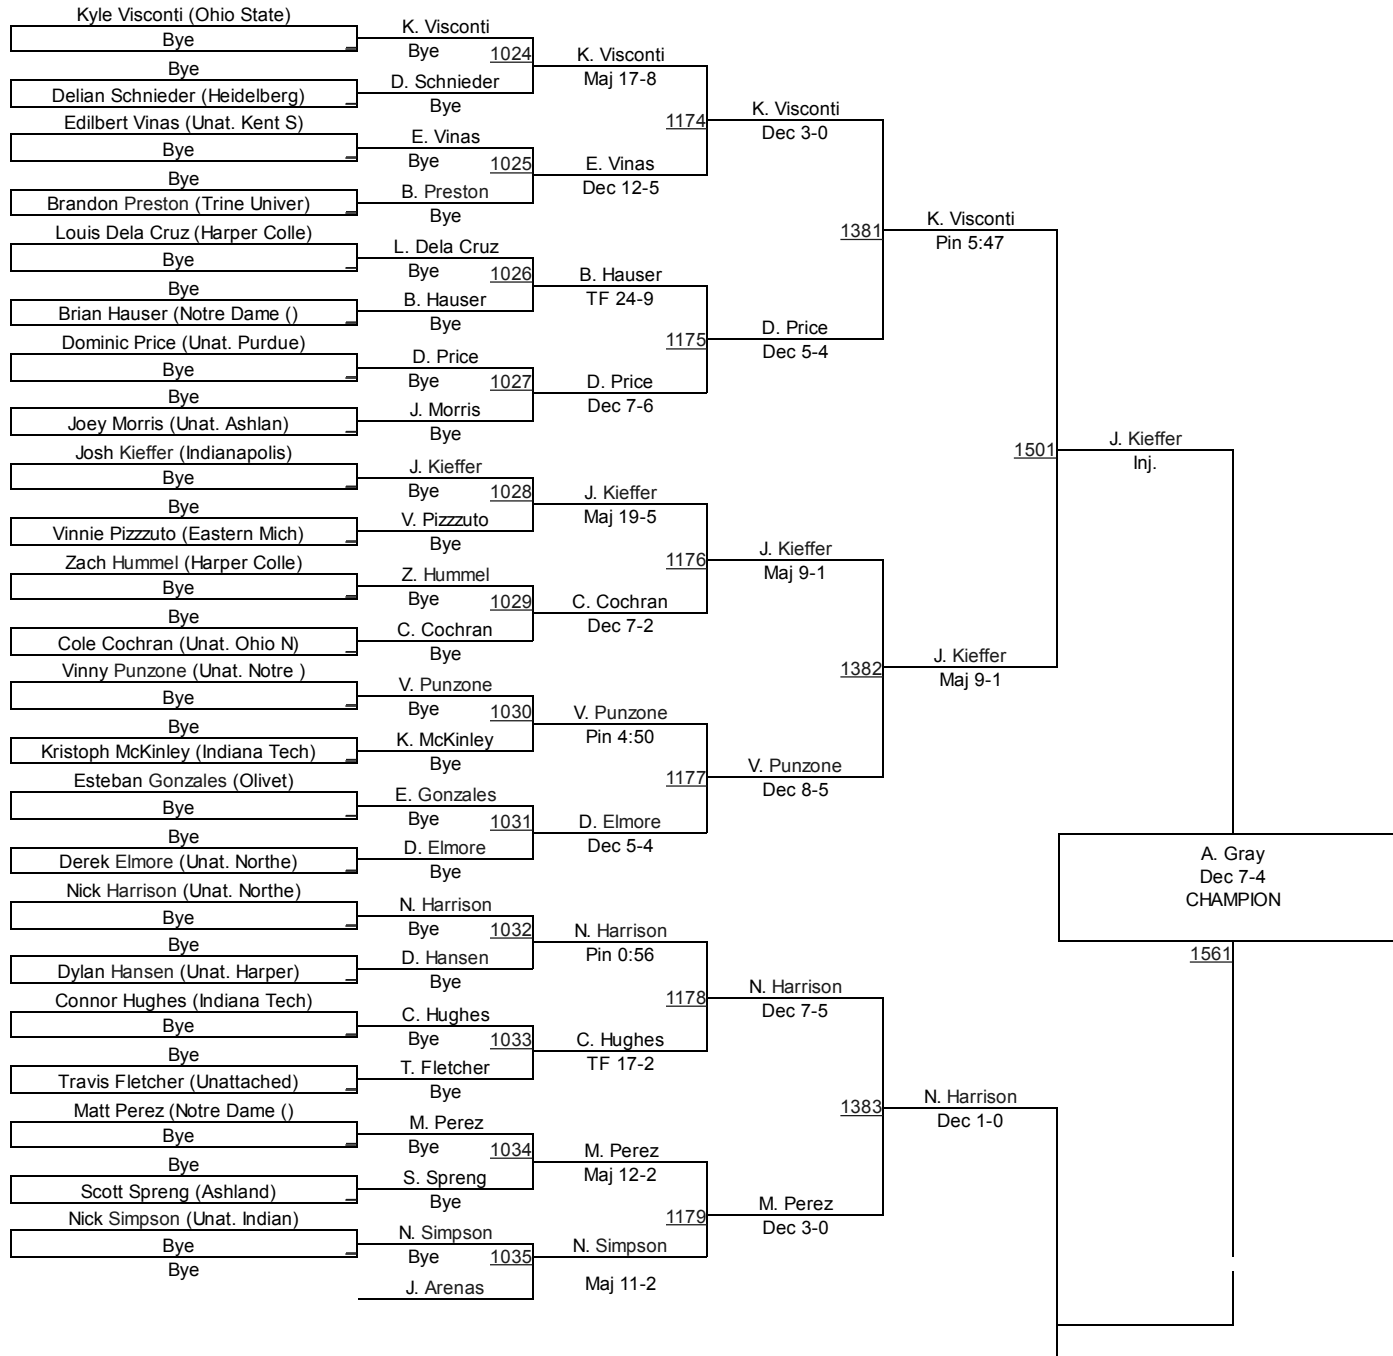 Kyle Visconti (Ohio State)
Bye
Bye
Delian Schnieder (Heidelberg)
Edilbert Vinas (Unat. Kent S)
Bye
Bye
Brandon Preston (Trine Univer)
Louis Dela Cruz (Harper Colle)
Bye
Bye
Brian Hauser (Notre Dame ()
Dominic Price (Unat. Purdue)
Bye
Bye
Joey Morris (Unat. Ashlan)
Josh Kieffer (Indianapolis)
Bye
Bye
Vinnie Pizzzuto (Eastern Mich)
Zach Hummel (Harper Colle)
Bye
Bye
Cole Cochran (Unat. Ohio N)
Vinny Punzone (Unat. Notre )
Bye
Bye
Kristoph McKinley (Indiana Tech)
Esteban Gonzales (Olivet)
Bye
Bye
Derek Elmore (Unat. Northe)
Nick Harrison (Unat. Northe)
Bye
Bye
Dylan Hansen (Unat. Harper)
Connor Hughes (Indiana Tech)
Bye
Bye
Travis Fletcher (Unattached)
Matt Perez (Notre Dame ()
Bye
Bye
Scott Spreng (Ashland)
Nick Simpson (Unat. Indian)
Bye
Bye
K. Visconti
Bye 1024
D. Schnieder
Bye
E. Vinas
Bye 1025
B. Preston
Bye
L. Dela Cruz
Bye 1026
B. Hauser
Bye
D. Price
Bye 1027
J. Morris
Bye
J. Kieffer
Bye 1028
V. Pizzzuto
Bye
Z. Hummel
Bye 1029
C. Cochran
Bye
V. Punzone
Bye 1030
K. McKinley
Bye
E. Gonzales
Bye 1031
D. Elmore
Bye
N. Harrison
Bye 1032
D. Hansen
Bye
C. Hughes
Bye 1033
T. Fletcher
Bye
M. Perez
Bye 1034
S. Spreng
Bye
N. Simpson
Bye 1035
J. Arenas
K. Visconti
Maj 17-8
1174
E. Vinas
Dec 12-5
B. Hauser
TF 24-9
1175
D. Price
Dec 7-6
J. Kieffer
Maj 19-5
1176
C. Cochran
Dec 7-2
V. Punzone
Pin 4:50
1177
D. Elmore
Dec 5-4
N. Harrison
Pin 0:56
1178
C. Hughes
TF 17-2
M. Perez
Maj 12-2
1179
N. Simpson
Maj 11-2
K. Visconti
Dec 3-0
1381
D. Price
Dec 5-4
J. Kieffer
Maj 9-1
1382
V. Punzone
Dec 8-5
N. Harrison
Dec 7-5
1383
M. Perez
Dec 3-0
K. Visconti
Pin 5:47
1501
J. Kieffer
Maj 9-1
N. Harrison
Dec 1-0
J. Kieffer
Inj.
A. Gray
Dec 7-4
CHAMPION
1561